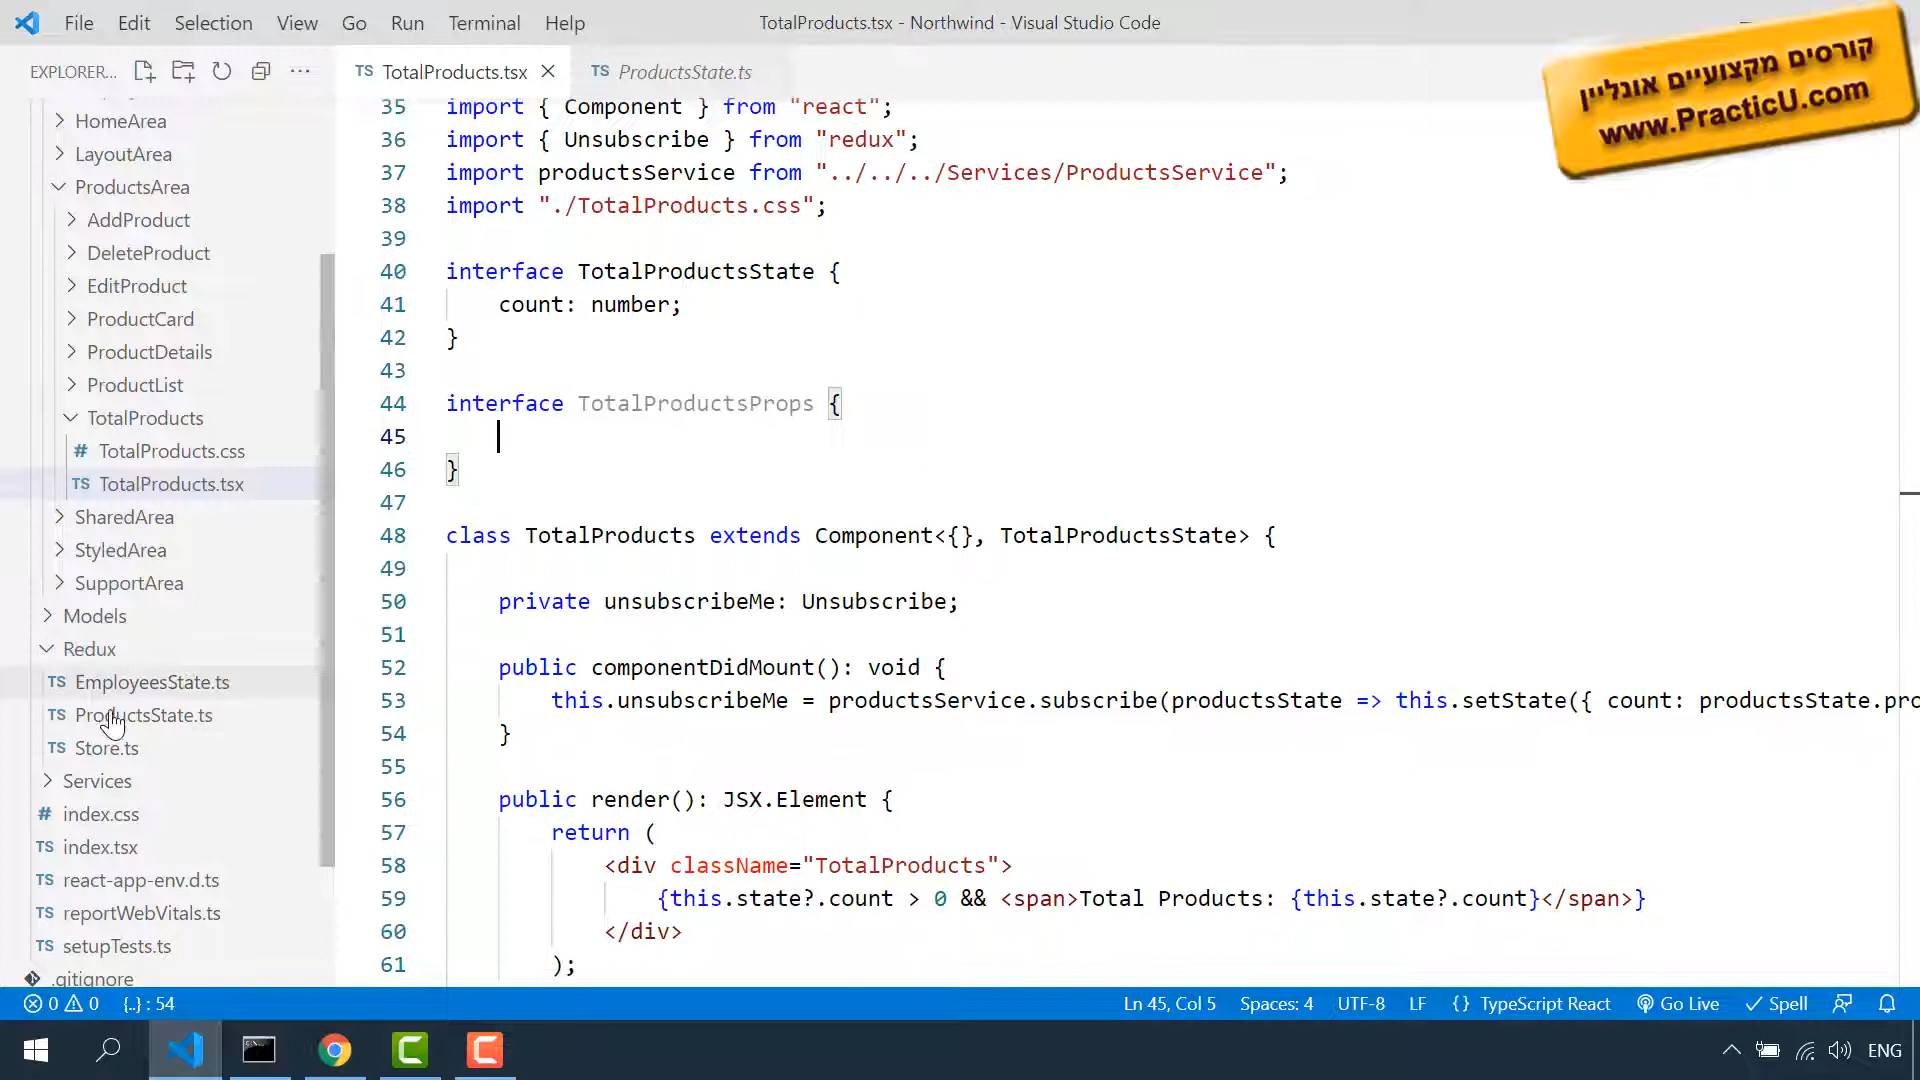 File Edit Selection View Go Run Terminal Help
TotalProducts.tsx - Northwind - Visual Studio Code
קורסים מקצועיים אונליין
www.PracticU.com
EXPLORER...
TS TotalProducts.tsx
TS ProductsState.ts
HomeArea
LayoutArea
ProductsArea
AddProduct
DeleteProduct
EditProduct
ProductCard
ProductDetails
ProductList
TotalProducts
# TotalProducts.css
TS TotalProducts.tsx
SharedArea
StyledArea
SupportArea
Models
Redux
TS EmployeesState.ts
TS ProductsState.ts
TS Store.ts
Services
# index.css
TS index.tsx
TS react-app-env.d.ts
TS reportWebVitals.ts
TS setupTests.ts
.gitignore
35 import { Component } from "react";
36 import { Unsubscribe } from "redux";
37 import productsService from "../../../Services/ProductsService";
38 import "./TotalProducts.css";
39
40 interface TotalProductsState {
41 count: number;
42 }
43
44 interface TotalProductsProps {
45
46 }
47
48 class TotalProducts extends Component<{}, TotalProductsState> {
49
50 private unsubscribeMe: Unsubscribe;
51
52 public componentDidMount(): void {
53 this.unsubscribeMe = productsService.subscribe(productsState => this.setState({ count: productsState.pro
54 }
55
56 public render(): JSX.Element {
57 return (
58 <div className="TotalProducts">
59 {this.state?.count > 0 && <span>Total Products: {this.state?.count}</span>}
60 </div>
61 );
0 0 {..} : 54
Ln 45, Col 5 Spaces: 4 UTF-8 LF {} TypeScript React Go Live Spell
ENG